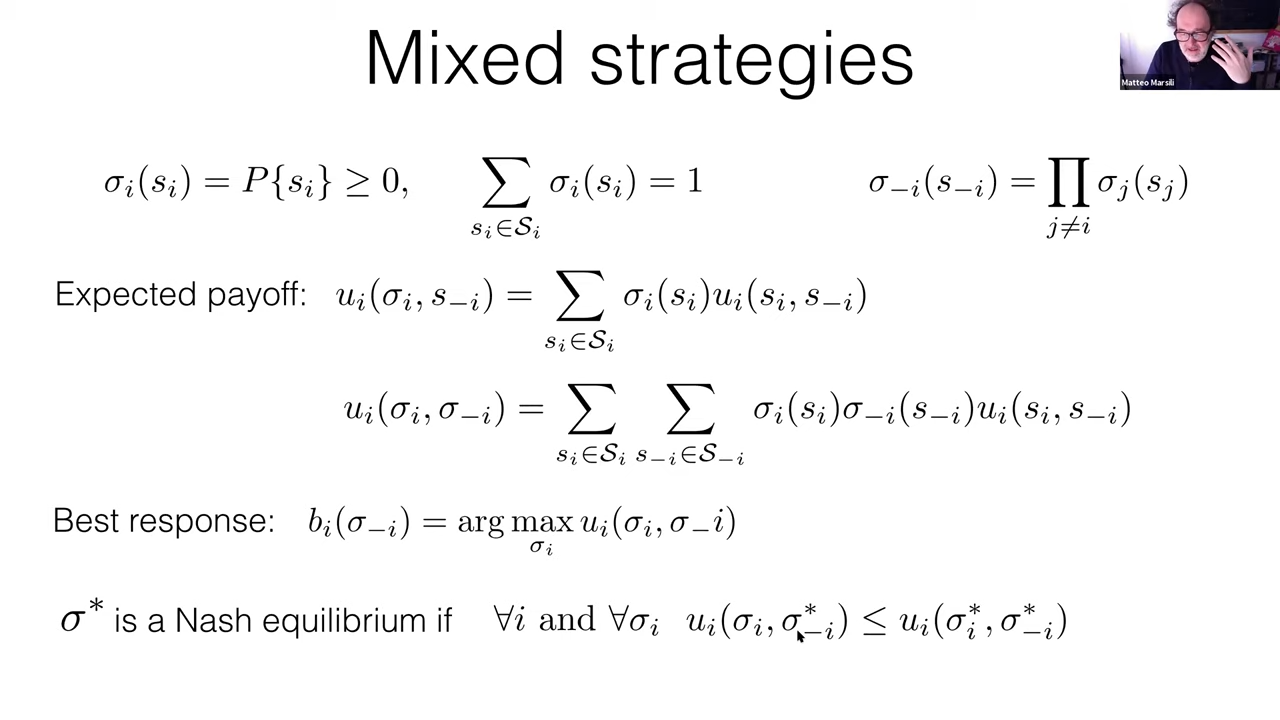 Mixed strategies
Matteo Marsili
σ_i(s_i) = P{s_i} ≥ 0, ∑_{s_i∈𝒮_i} σ_i(s_i) = 1 σ_{−i}(s_{−i}) = ∏_{j≠i} σ_j(s_j)
Expected payoff: u_i(σ_i, s_{−i}) = ∑_{s_i∈𝒮_i} σ_i(s_i)u_i(s_i, s_{−i})
u_i(σ_i, σ_{−i}) = ∑_{s_i∈𝒮_i} ∑_{s_{−i}∈𝒮_{−i}} σ_i(s_i)σ_{−i}(s_{−i})u_i(s_i, s_{−i})
Best response: b_i(σ_{−i}) = arg max_{σ_i} u_i(σ_i, σ_−i)
σ* is a Nash equilibrium if ∀i and ∀σ_i u_i(σ_i, σ*_{−i}) ≤ u_i(σ*_i, σ*_{−i})